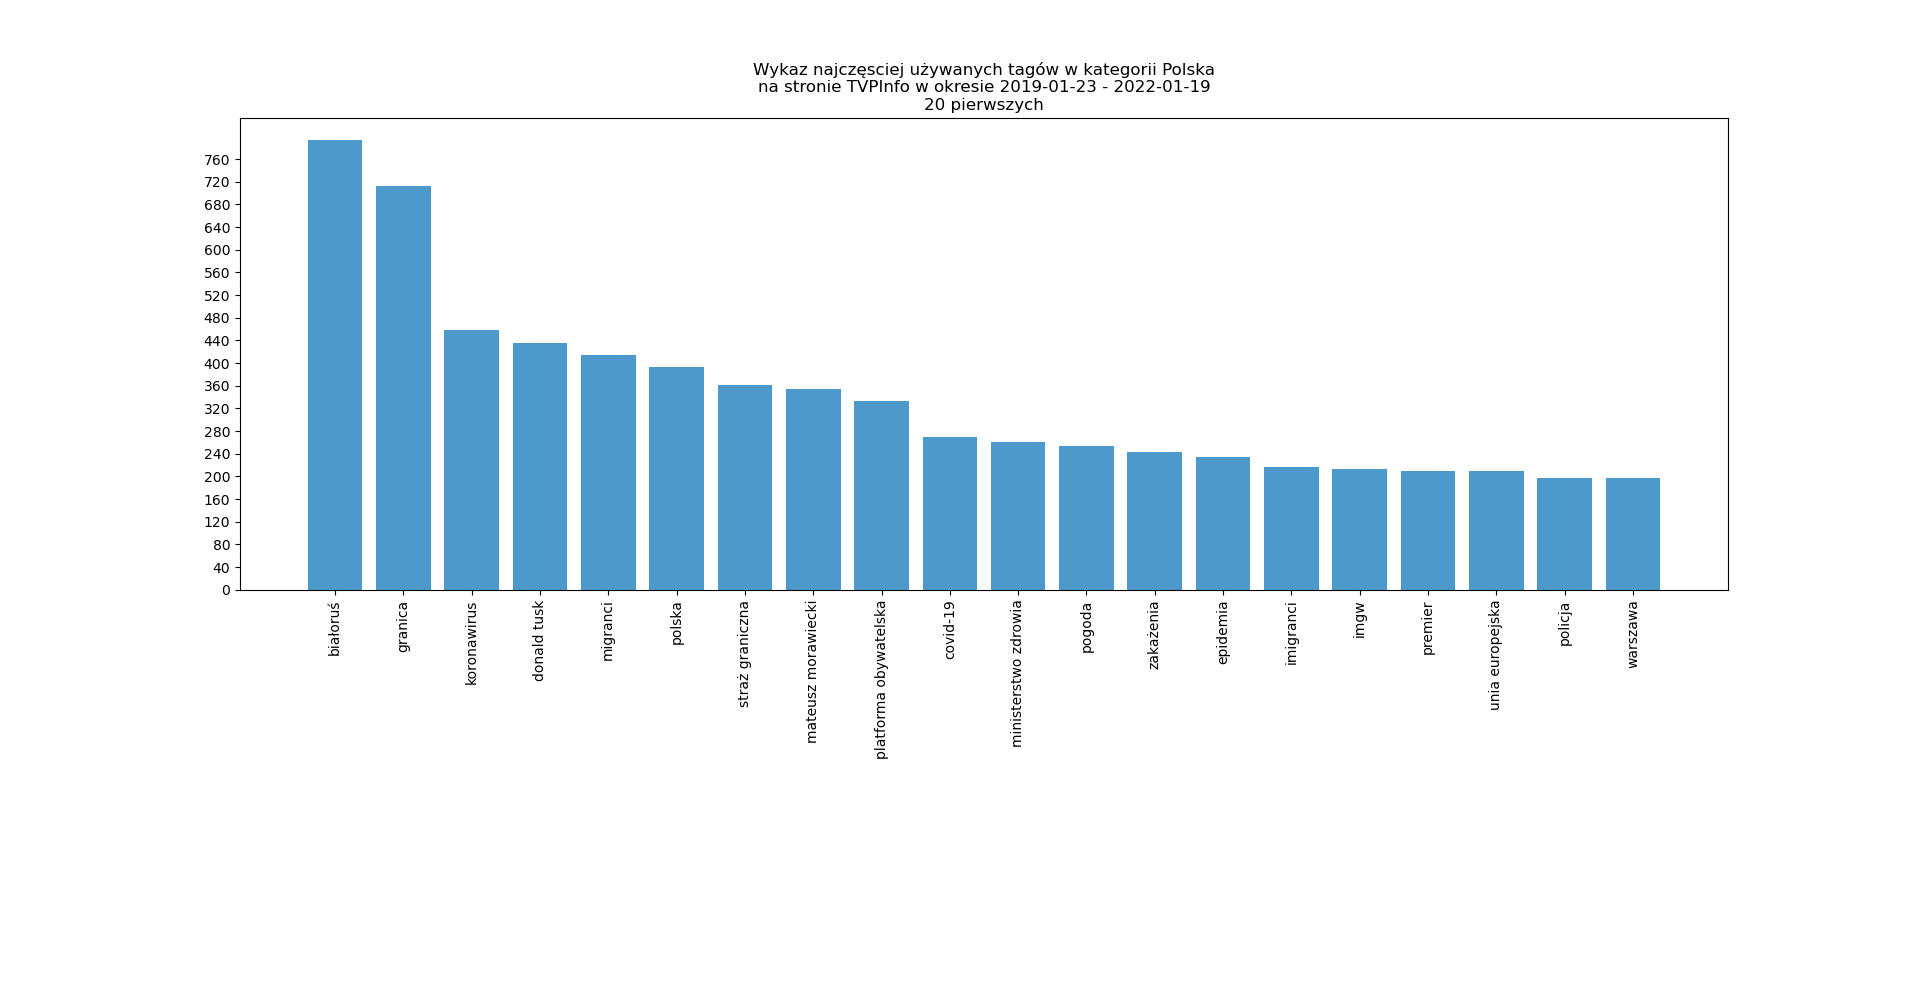 Wykaz najczęsciej używanych tagów w kategorii Polska
na stronie TVPInfo w okresie 2019-01-23 - 2022-01-19
20 pierwszych
760
720
680
640
600
560
520
480
440
400
360
320
280
240
200
160
120
80
40
0
białoruś
granica
koronawirus
donald tusk
migranci
polska
straż graniczna
mateusz morawiecki
platforma obywatelska
covid-19
ministerstwo zdrowia
pogoda
zakażenia
epidemia
imigranci
imgw
premier
unia europejska
policja
warszawa